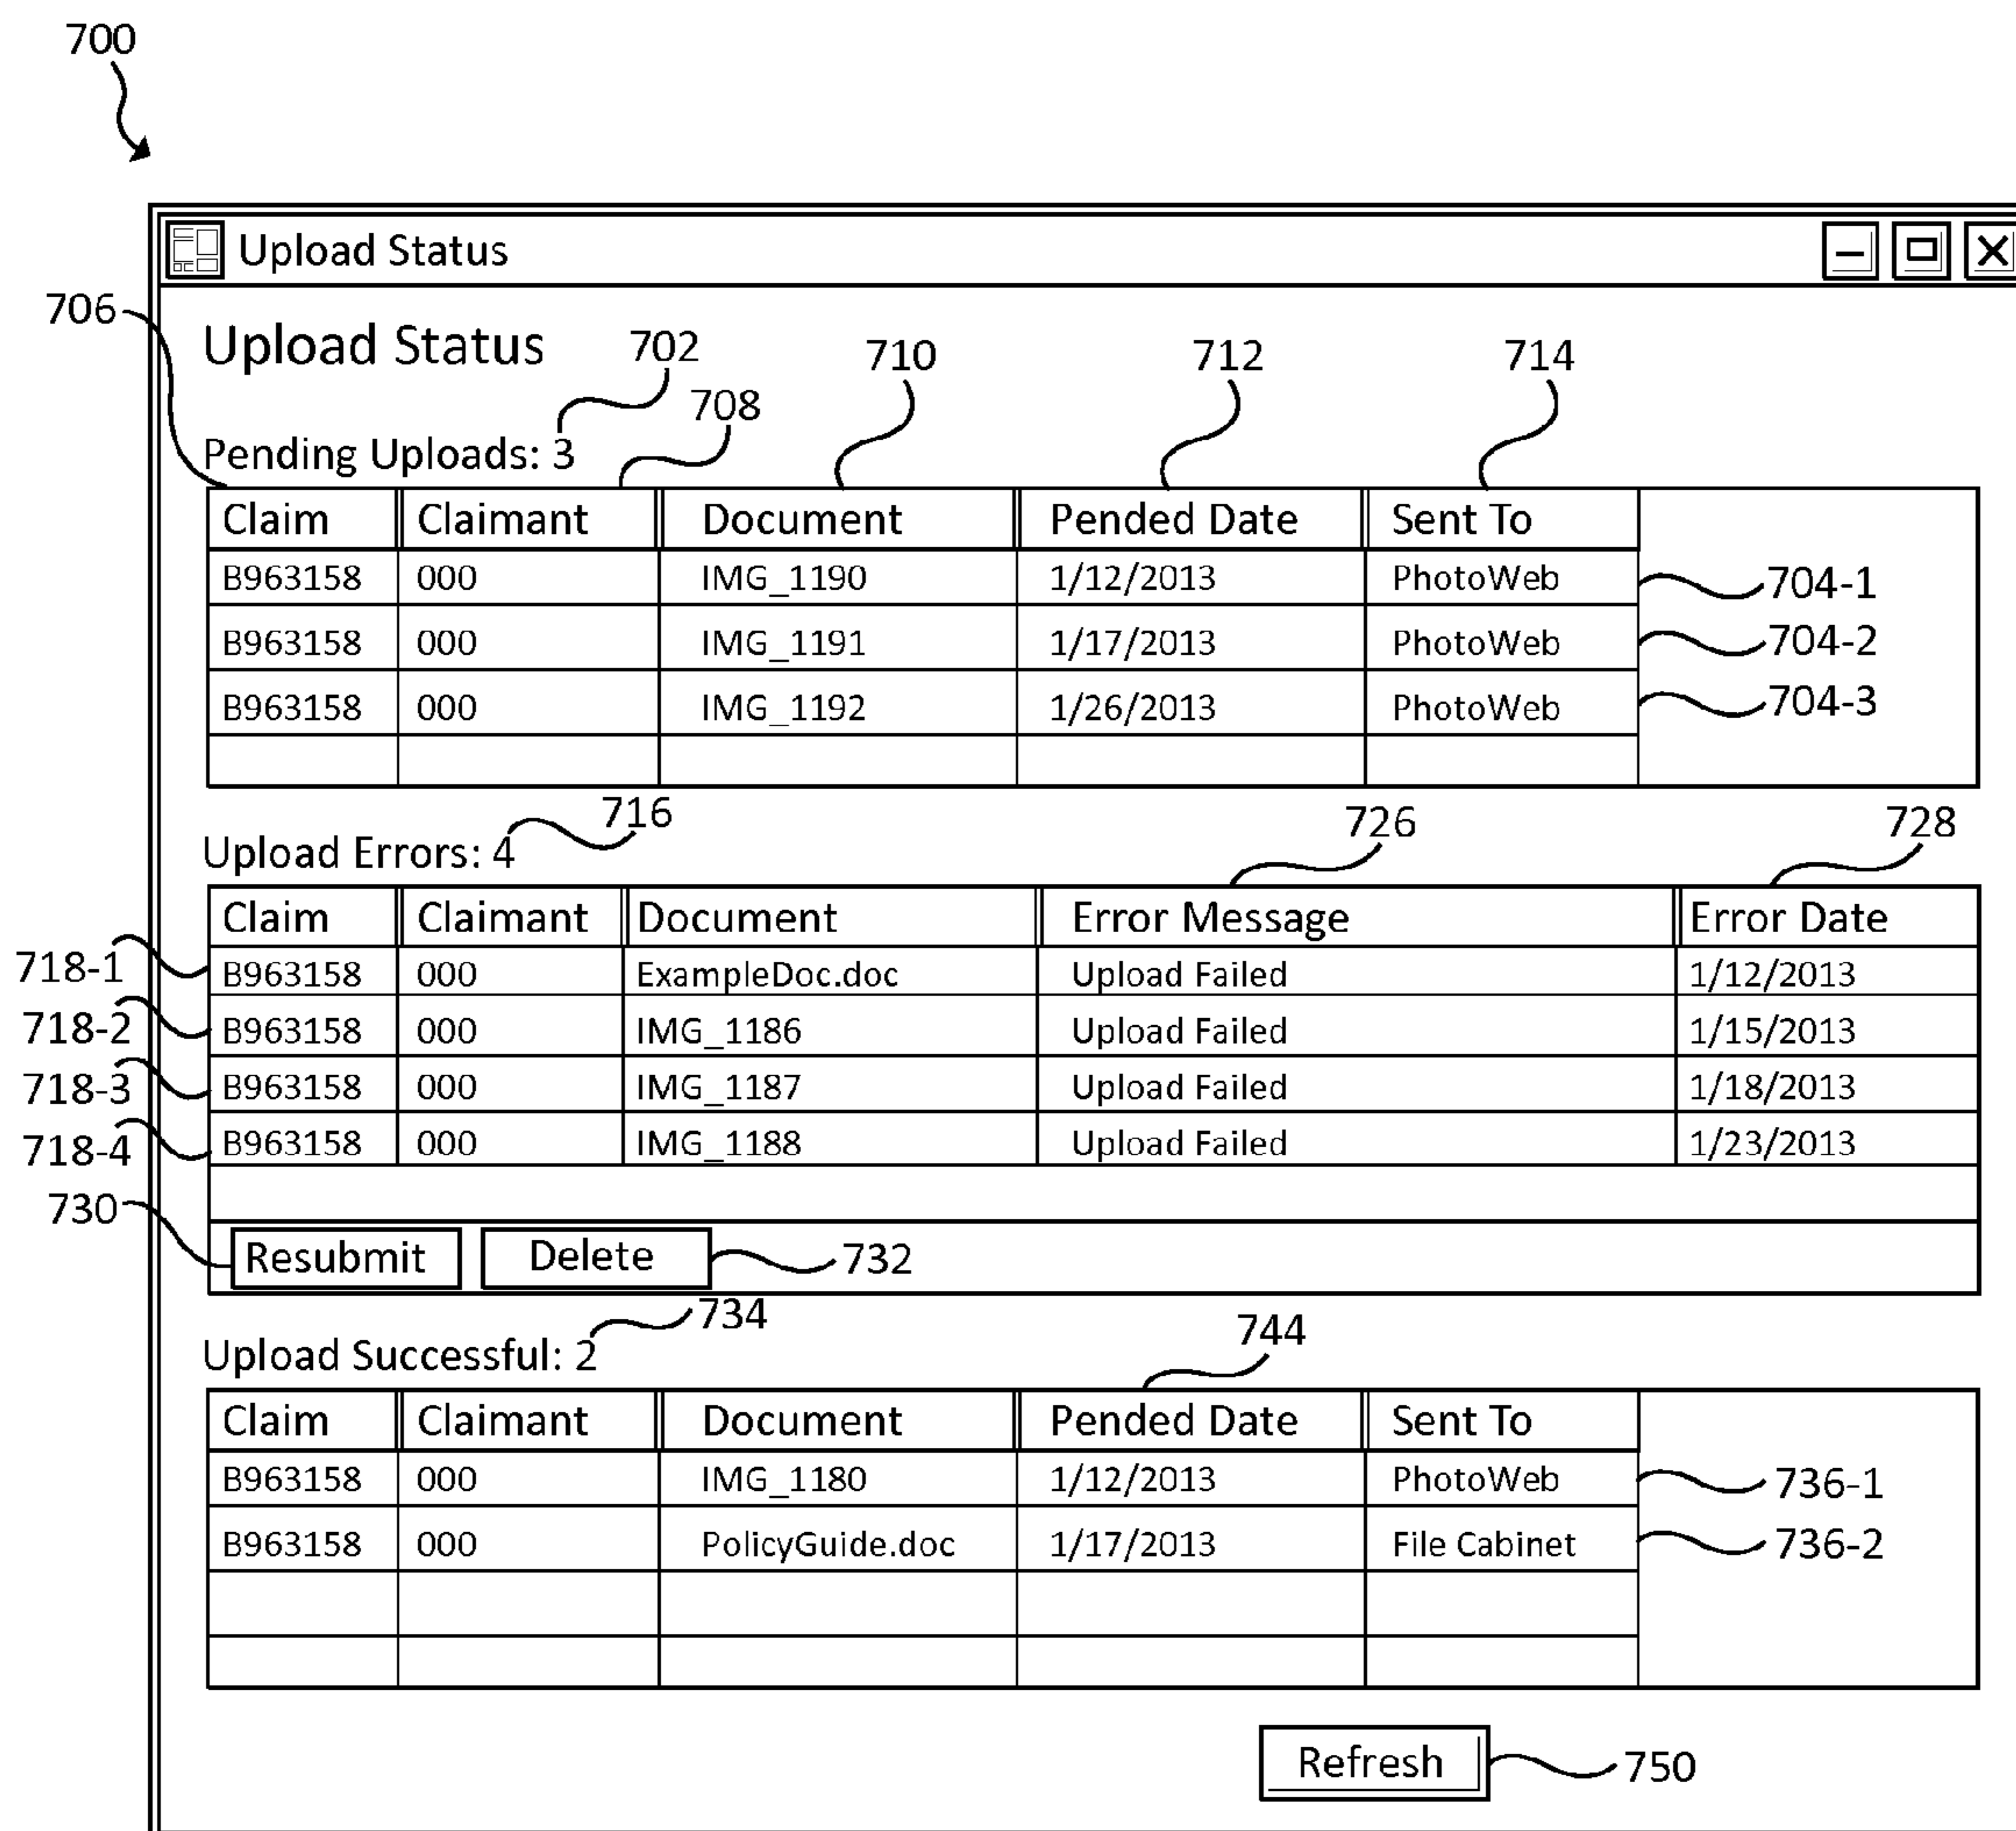 700
Upload Status
706
Upload Status 702 710 712 714
708
Pending Uploads: 3
Claim Claimant Document Pended Date Sent To
B963158 000 IMG_1190 1/12/2013 PhotoWeb 704-1
B963158 000 IMG_1191 1/17/2013 PhotoWeb 704-2
B963158 000 IMG_1192 1/26/2013 PhotoWeb 704-3
716 726 728
Upload Errors: 4
Claim Claimant Document Error Message Error Date
718-1 B963158 000 ExampleDoc.doc Upload Failed 1/12/2013
718-2 B963158 000 IMG_1186 Upload Failed 1/15/2013
718-3 B963158 000 IMG_1187 Upload Failed 1/18/2013
718-4 B963158 000 IMG_1188 Upload Failed 1/23/2013
730
Resubmit Delete 732
734 744
Upload Successful: 2
Claim Claimant Document Pended Date Sent To
B963158 000 IMG_1180 1/12/2013 PhotoWeb 736-1
B963158 000 PolicyGuide.doc 1/17/2013 File Cabinet 736-2
Refresh 750